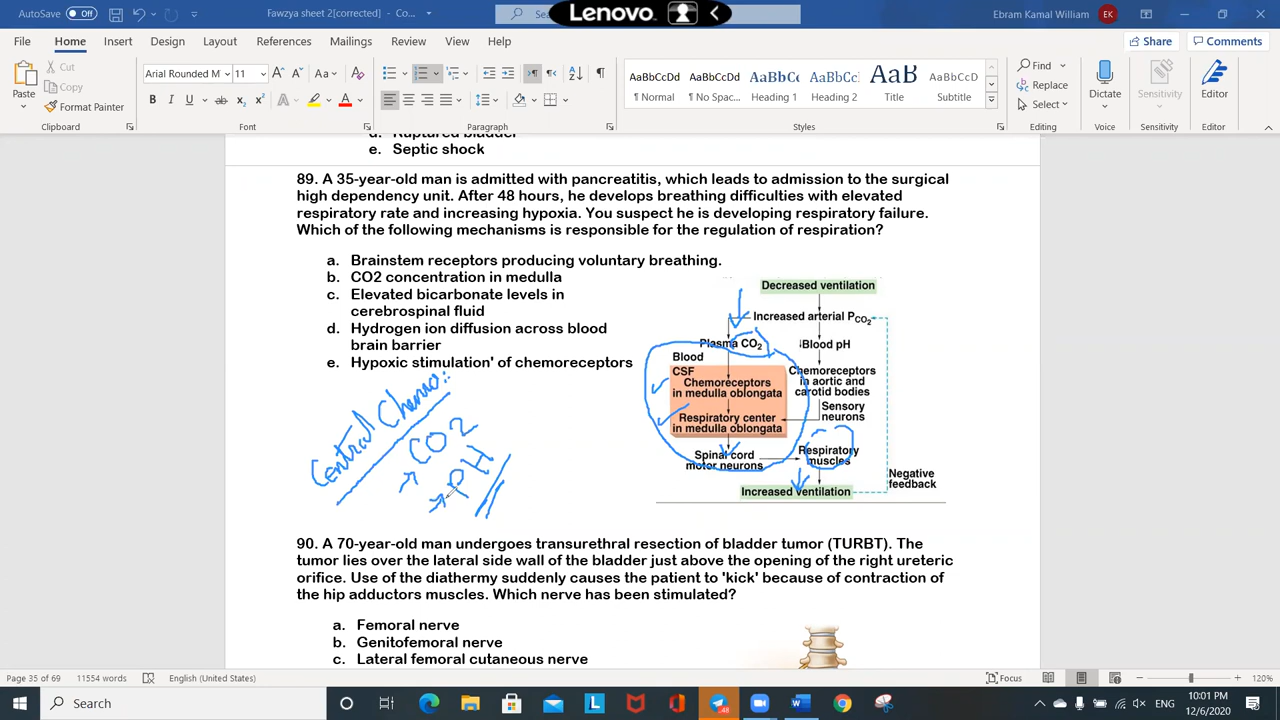 AutoSave Off
Fawzya sheet 2(corrected)2 - Word
Lenovo
Ebram Kamal William EK
File Home Insert Draw Design Layout References Mailings Review View Help Share Comments
Paste Cut Copy Format Painter
Clipboard
Arial Rounded M 11 A A Aa
B I U ab x₂ x² A A
Font
Paragraph
AaBbCcDd AaBbCcDd AaBbCc AaBbCc AaB AaBbCcD
¶ Normal ¶ No Spac... Heading 1 Heading 2 Title Subtitle
Styles
Find
Replace
Select
Editing
Dictate
Voice
Sensitivity
Sensitivity
Editor
Editor
d. Ruptured bladder
e. Septic shock
89. A 35-year-old man is admitted with pancreatitis, which leads to admission to the surgical
high dependency unit. After 48 hours, he develops breathing difficulties with elevated
respiratory rate and increasing hypoxia. You suspect he is developing respiratory failure.
Which of the following mechanisms is responsible for the regulation of respiration?
a. Brainstem receptors producing voluntary breathing.
b. CO2 concentration in medulla
c. Elevated bicarbonate levels in
cerebrospinal fluid
d. Hydrogen ion diffusion across blood
brain barrier
e. Hypoxic stimulation' of chemoreceptors
Decreased ventilation
Increased arterial PCO₂
Plasma CO₂
↓Blood pH
Blood
CSF
Chemoreceptors
in medulla oblongata
Chemoreceptors
in aortic and
carotid bodies
Sensory
neurons
Respiratory center
in medulla oblongata
Spinal cord
motor neurons
Respiratory
muscles
Increased ventilation
Negative
feedback
Central Chemo:
→ CO2
→ PH
90. A 70-year-old man undergoes transurethral resection of bladder tumor (TURBT). The
tumor lies over the lateral side wall of the bladder just above the opening of the right ureteric
orifice. Use of the diathermy suddenly causes the patient to 'kick' because of contraction of
the hip adductors muscles. Which nerve has been stimulated?
a. Femoral nerve
b. Genitofemoral nerve
c. Lateral femoral cutaneous nerve
Page 35 of 69 11554 words English (United States) Focus 120%
Search
48
ENG 10:01 PM
12/6/2020